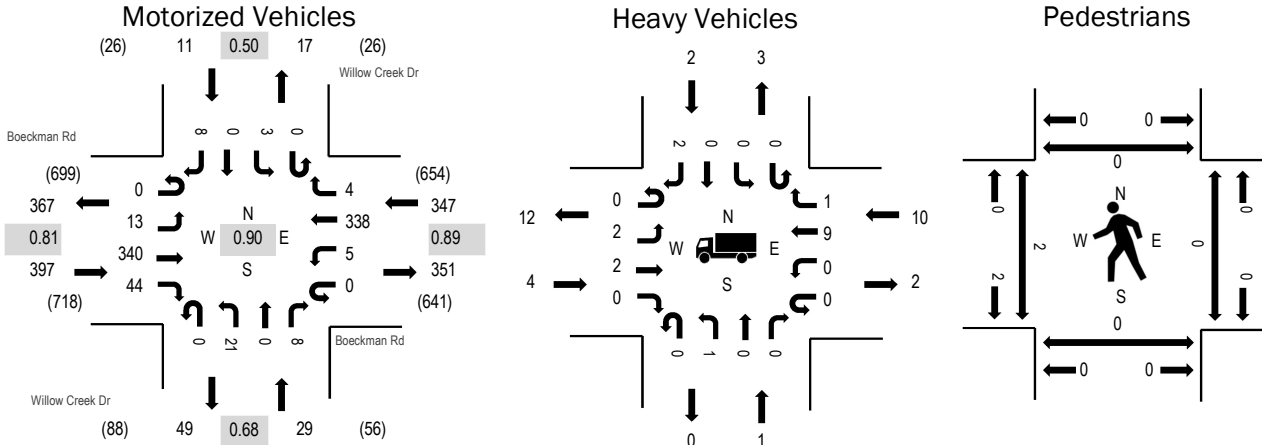 Motorized Vehicles
Heavy Vehicles
Pedestrians
(26) 11 0.50 17 (26)
Willow Creek Dr
Boeckman Rd
8 0 3 0
(699)
367
0.81
397
(718)
0
13
340
44
N
W 0.90 E
S
4
338
5
0
(654)
347
0.89
351
(641)
0 21 0 8
Boeckman Rd
Willow Creek Dr
(88) 49 0.68 29 (56)
2 3
2 0 0 0
12
4
0
2
2
0
N
W E
S
1
9
0
0
10
2
0 1 0 0
0 1
0 0
0
0
2
2
N
W E
S
0
0
0
0
0 0